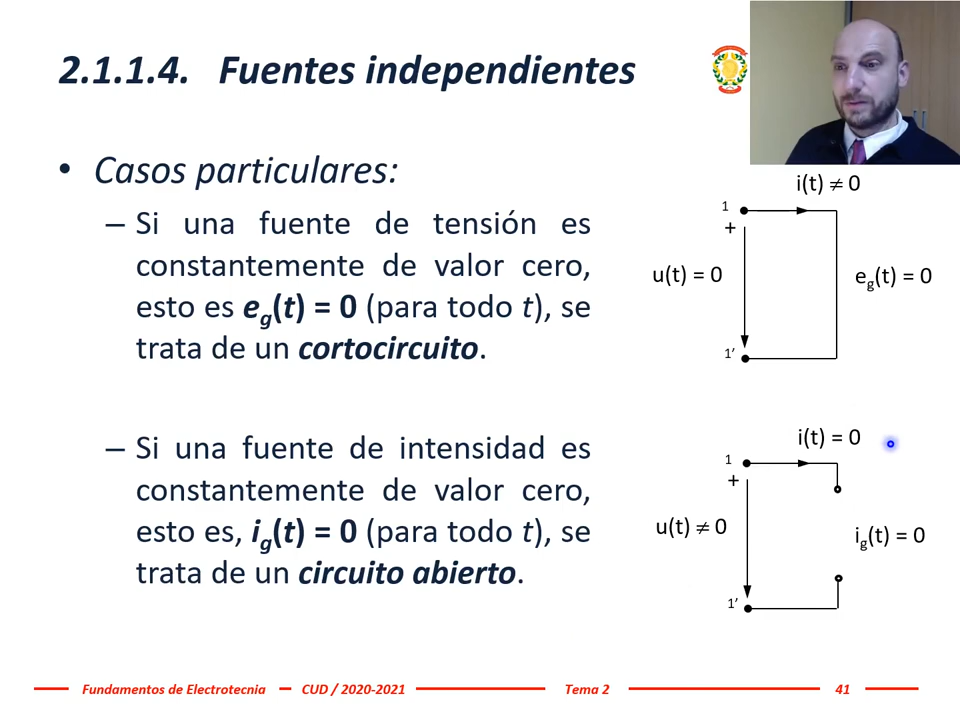 2.1.1.4. Fuentes independientes
• Casos particulares:
– Si una fuente de tensión es
constantemente de valor cero,
esto es eg(t) = 0 (para todo t), se
trata de un cortocircuito.
i(t) ≠ 0
1
+
u(t) = 0
eg(t) = 0
1’
– Si una fuente de intensidad es
constantemente de valor cero,
esto es, ig(t) = 0 (para todo t), se
trata de un circuito abierto.
i(t) = 0
1
+
u(t) ≠ 0
ig(t) = 0
1’
Fundamentos de Electrotecnia CUD / 2020-2021 Tema 2 41